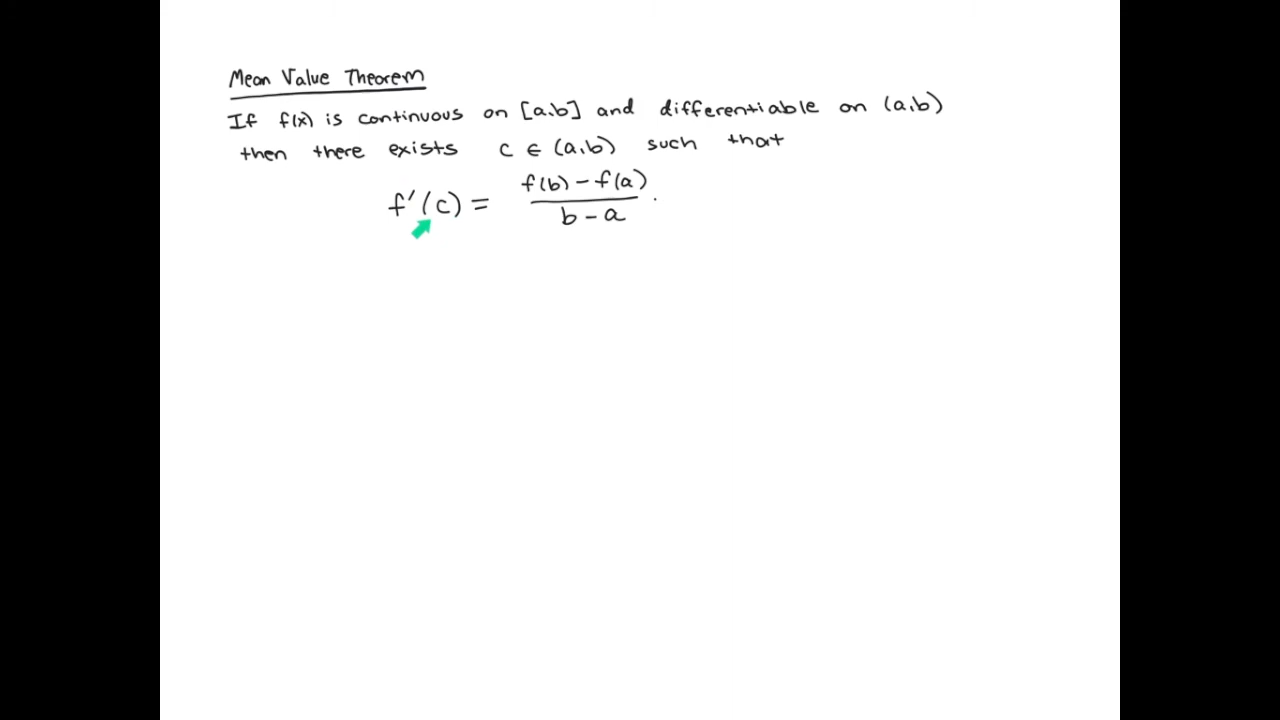 Mean Value Theorem
If f(x) is continuous on [a,b] and differentiable on (a,b)
then there exists c ∈ (a,b) such that
f'(c) = f(b) - f(a) / b - a .